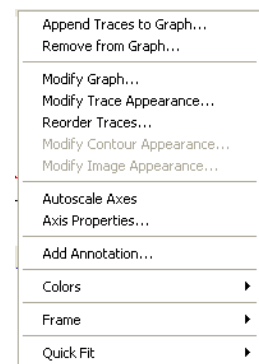 Append Traces to Graph...
Remove from Graph...
Modify Graph...
Modify Trace Appearance...
Reorder Traces...
Modify Contour Appearance...
Modify Image Appearance...
Autoscale Axes
Axis Properties...
Add Annotation...
Colors
Frame
Quick Fit